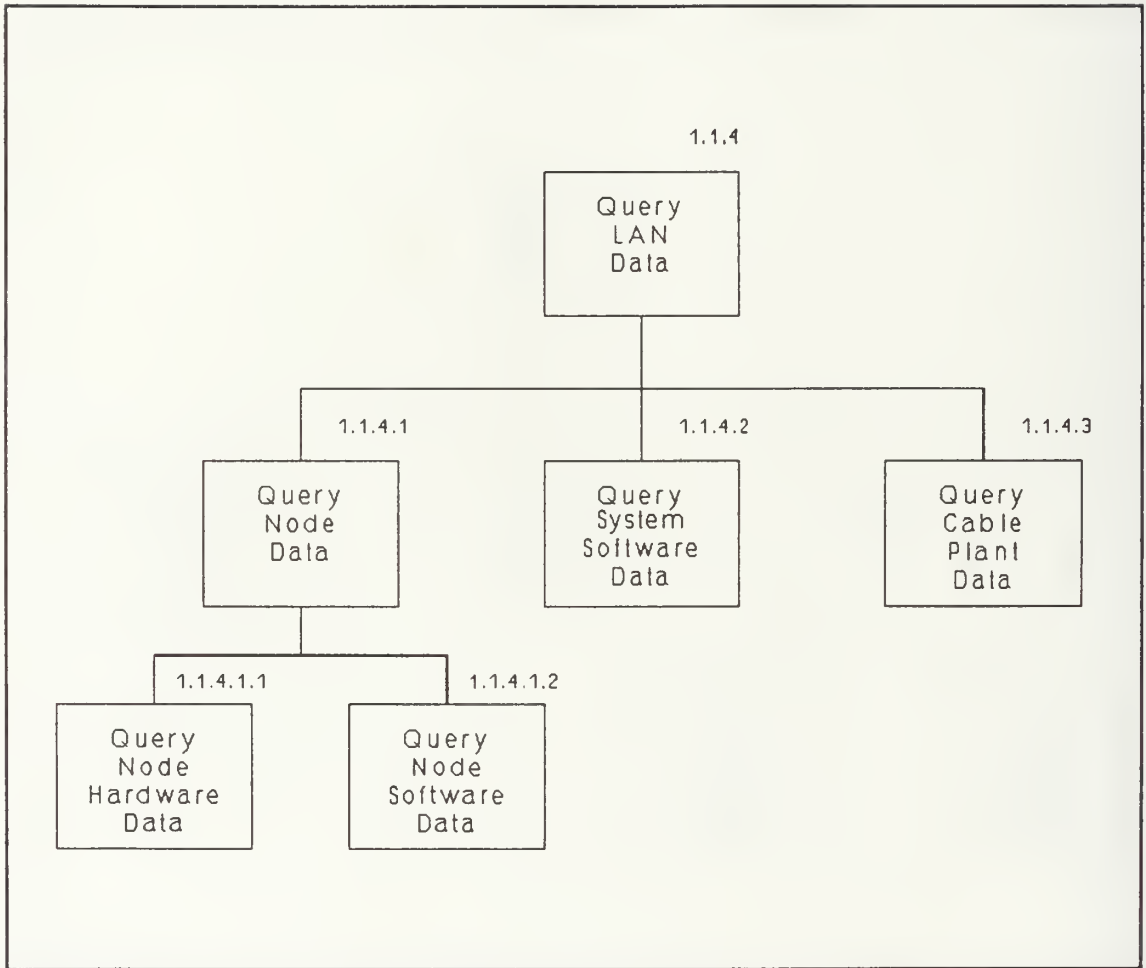 1.1.4
Query
LAN
Data
1.1.4.1
Query
Node
Data
1.1.4.2
Query
System
Software
Data
1.1.4.3
Query
Cable
Plant
Data
1.1.4.1.1
Query
Node
Hardware
Data
1.1.4.1.2
Query
Node
Software
Data